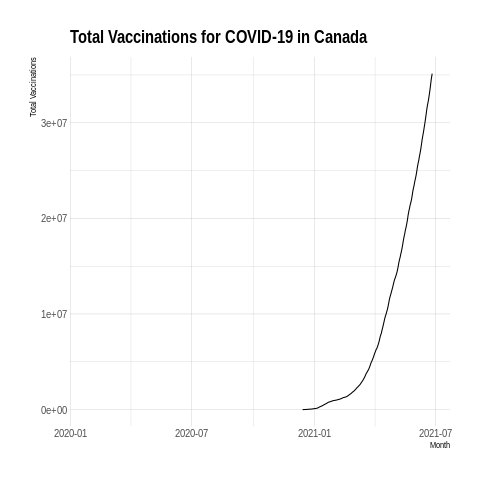 Total Vaccinations for COVID-19 in Canada
Total Vaccinations
3e+07
2e+07
1e+07
0e+00
2020-01 2020-07 2021-01 2021-07
Month